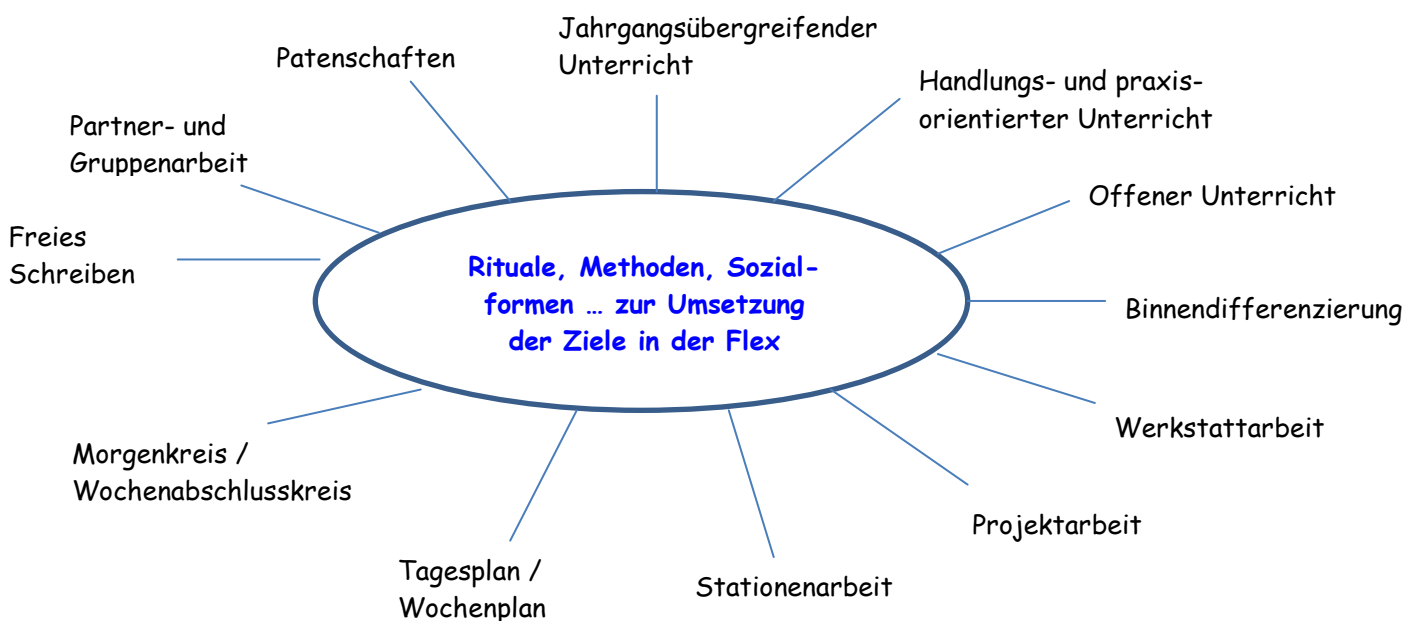 Jahrgangsübergreifender
Unterricht
Patenschaften
Handlungs- und praxis-
orientierter Unterricht
Partner- und
Gruppenarbeit
Offener Unterricht
Freies
Schreiben
Rituale, Methoden, Sozial-
formen … zur Umsetzung
der Ziele in der Flex
Binnendifferenzierung
Werkstattarbeit
Morgenkreis /
Wochenabschlusskreis
Projektarbeit
Tagesplan /
Wochenplan
Stationenarbeit